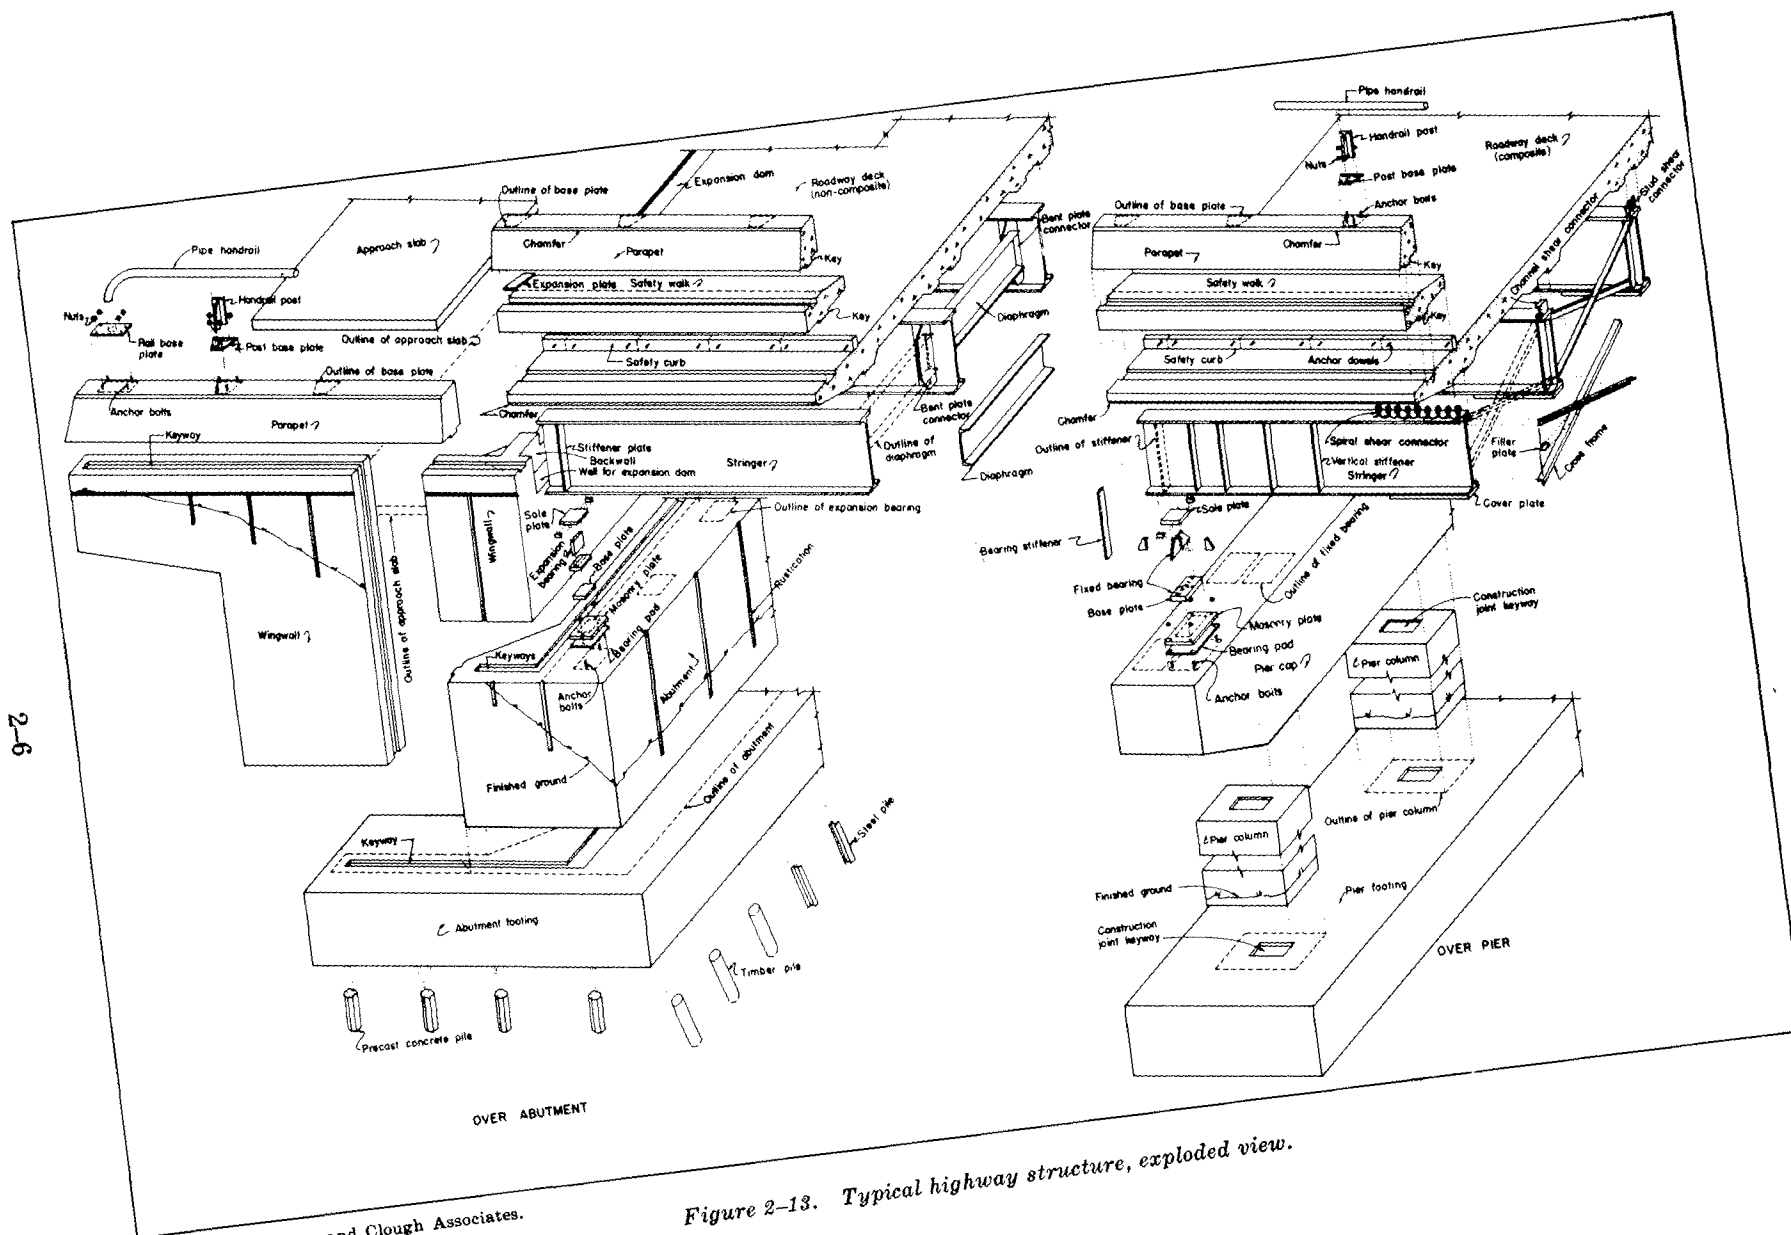 Pipe handrail
Handrail post
Nuts
Post base plate
Anchor bolts
Roadway deck
(composite)
Stud shear
connector
Channel shear connector
Outline of base plate
Chamfer
Parapet
Key
Safety walk
Key
Safety curb
Anchor dowels
Chamfer
Outline of stiffener
Spiral shear connector
Vertical stiffener
Stringer
Filler
plate
Cross frame
Cover plate
Bearing stiffener
Sole plate
Fixed bearing
Base plate
Outline of fixed bearing
Masonry plate
Bearing pad
Pier cap
Anchor bolts
Construction
joint keyway
Pier column
Pier column
Outline of pier column
Finished ground
Pier footing
Construction
joint keyway
OVER PIER
Expansion dam
Roadway deck
(non-composite)
Outline of base plate
Approach slab
Pipe handrail
Chamfer
Parapet
Key
Bent plate
connector
Expansion plate
Safety walk
Key
Diaphragm
Handrail post
Nuts
Rail base
plate
Post base plate
Outline of approach slab
Safety curb
Outline of base plate
Anchor bolts
Parapet
Keyway
Chamfer
Bent plate
connector
Stiffener plate
Backwall
Well for expansion dam
Stringer
Outline of
diaphragm
Diaphragm
Sole
plate
Outline of expansion bearing
Wingwall
Expansion
bearing
Base plate
Masonry plate
Bearing pad
Rustication
Wingwall
Outline of approach slab
Keyways
Anchor
bolts
Abutment
Finished ground
Outline of abutment
Keyway
Steel pile
Abutment footing
Timber pile
Precast concrete pile
OVER ABUTMENT
2-6
Clough Associates.
Figure 2-13. Typical highway structure, exploded view.